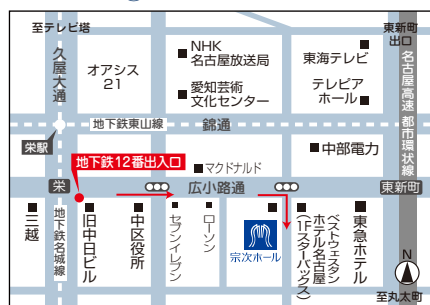 至テレビ塔
久屋大通
オアシス
21
■NHK
名古屋放送局
■愛知芸術
文化センター
東海テレビ
テレピア
ホール■
東新町
出口
名古屋高速 都市環状線
地下鉄東山線
錦通
栄駅
地下鉄12番出入口
■マクドナルド
■中部電力
栄
広小路通
東新町
三越
地下鉄名城線
旧中日ビル
中区役所
セブンイレブン
ローソン
宗次ホール
ベストウェスタン
ホテル名古屋
(1Fスターバックス)
東急ホテル
N
至丸太町